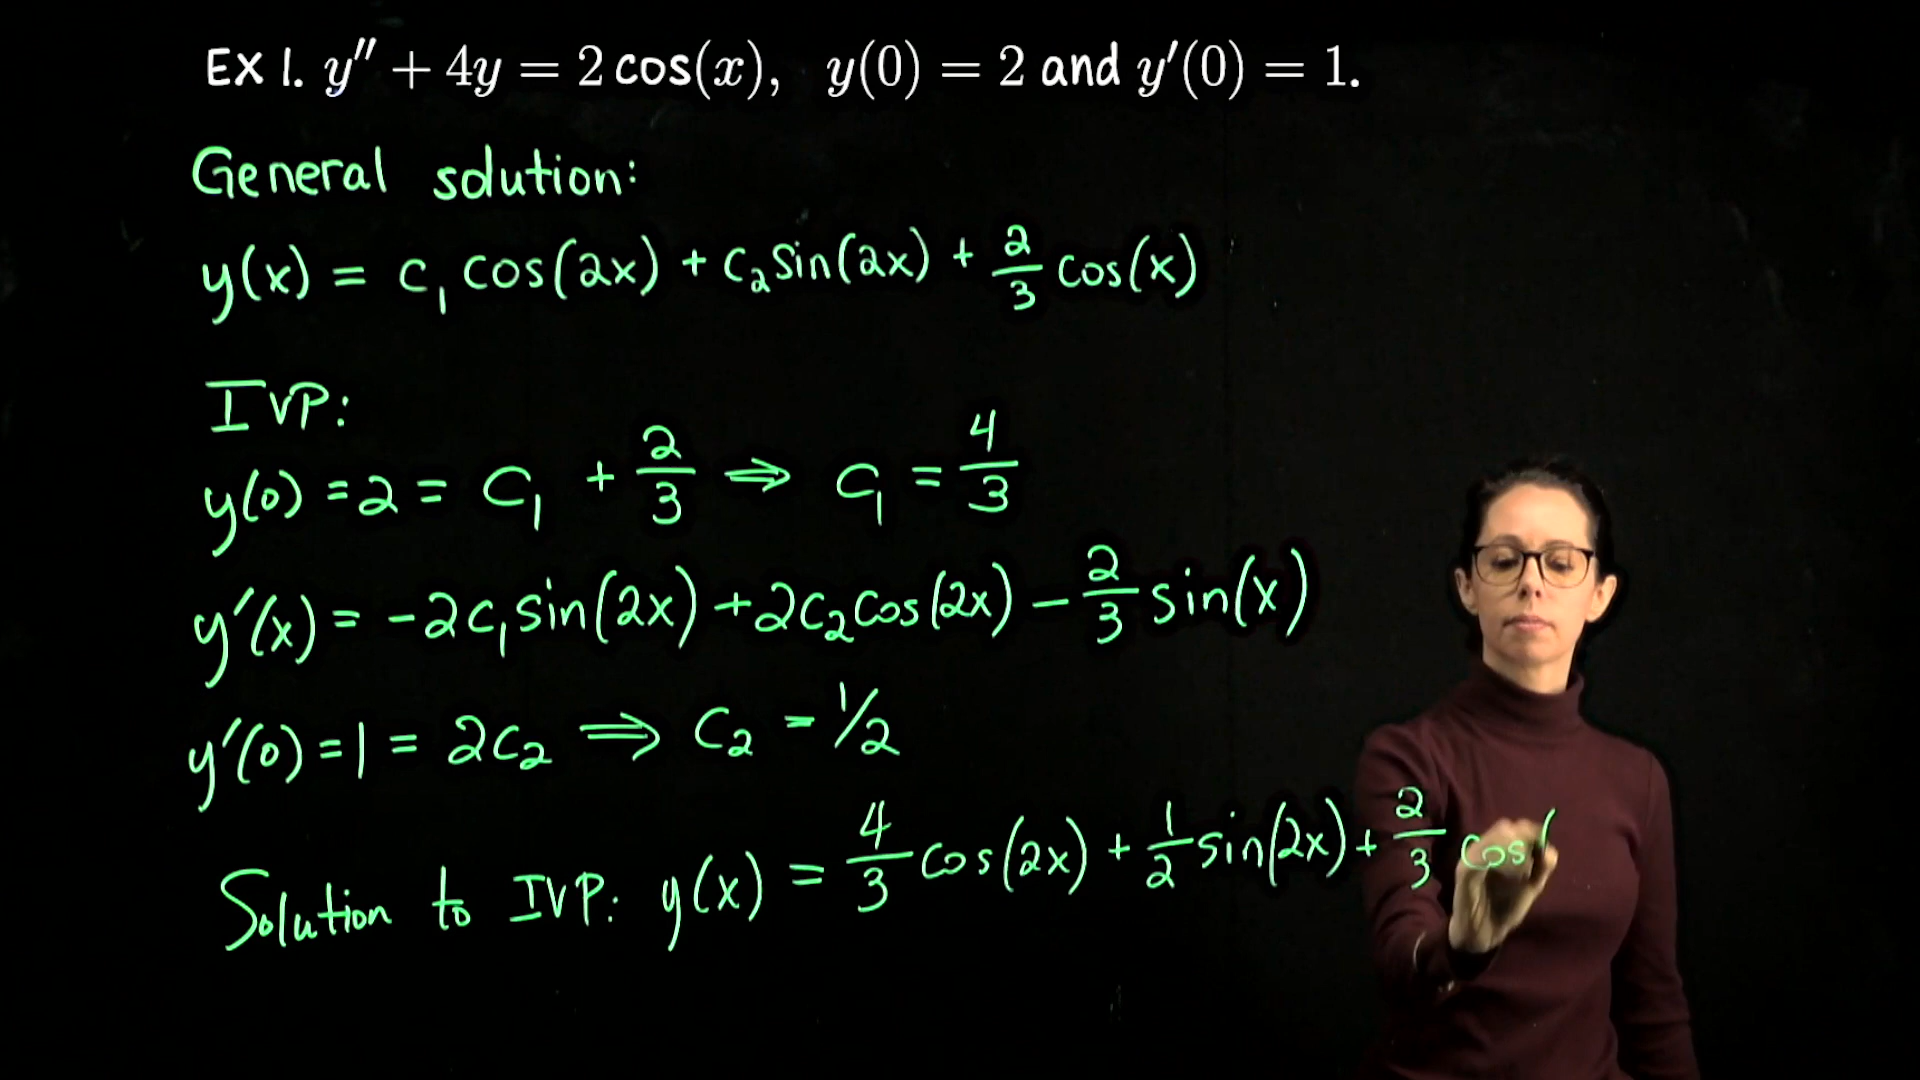 EX 1. y″ + 4y = 2 cos(x), y(0) = 2 and y′(0) = 1.
General solution:
y(x) = c₁ cos(2x) + c₂ sin(2x) + 2/3 cos(x)
IVP:
y(0) = 2 = c₁ + 2/3 ⇒ c₁ = 4/3
y′(x) = -2c₁ sin(2x) + 2c₂ cos(2x) - 2/3 sin(x)
y′(0) = 1 = 2c₂ ⇒ c₂ = 1/2
Solution to IVP: y(x) = 4/3 cos(2x) + 1/2 sin(2x) + 2/3 cos(